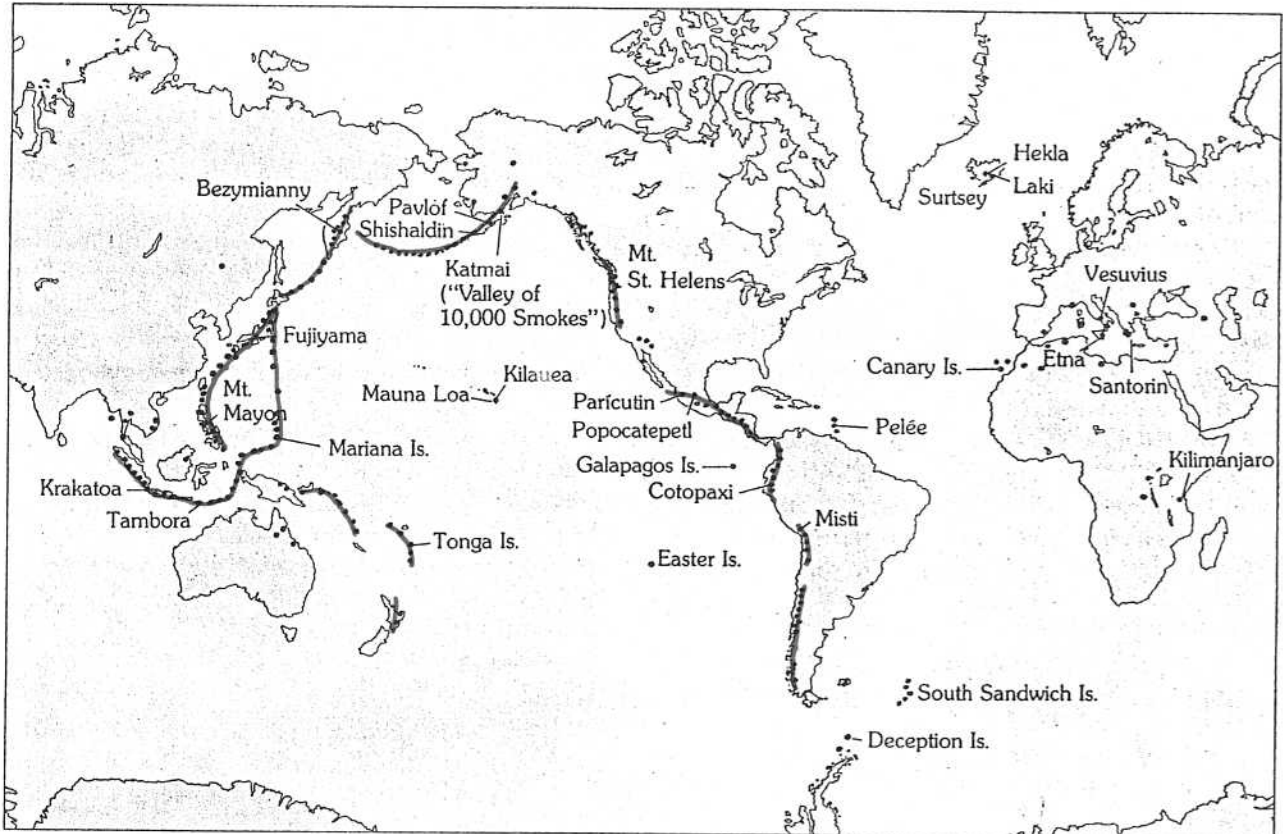 Hekla
Laki
Surtsey
Bezymianny
Pavlof
Shishaldin
Katmai
("Valley of
10,000 Smokes")
Mt.
St. Helens
Vesuvius
Fujiyama
Canary Is.
Etna
Santorin
Mt.
Mayon
Mauna Loa
Kilauea
Parícutin
Popocatepetl
Pelée
Mariana Is.
Galapagos Is.
Cotopaxi
Kilimanjaro
Krakatoa
Tambora
Misti
Tonga Is.
Easter Is.
South Sandwich Is.
Deception Is.